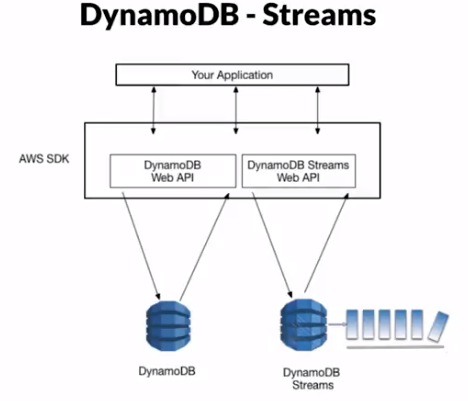 DynamoDB - Streams
Your Application
AWS SDK
DynamoDB
Web API
DynamoDB Streams
Web API
DynamoDB
DynamoDB
Streams